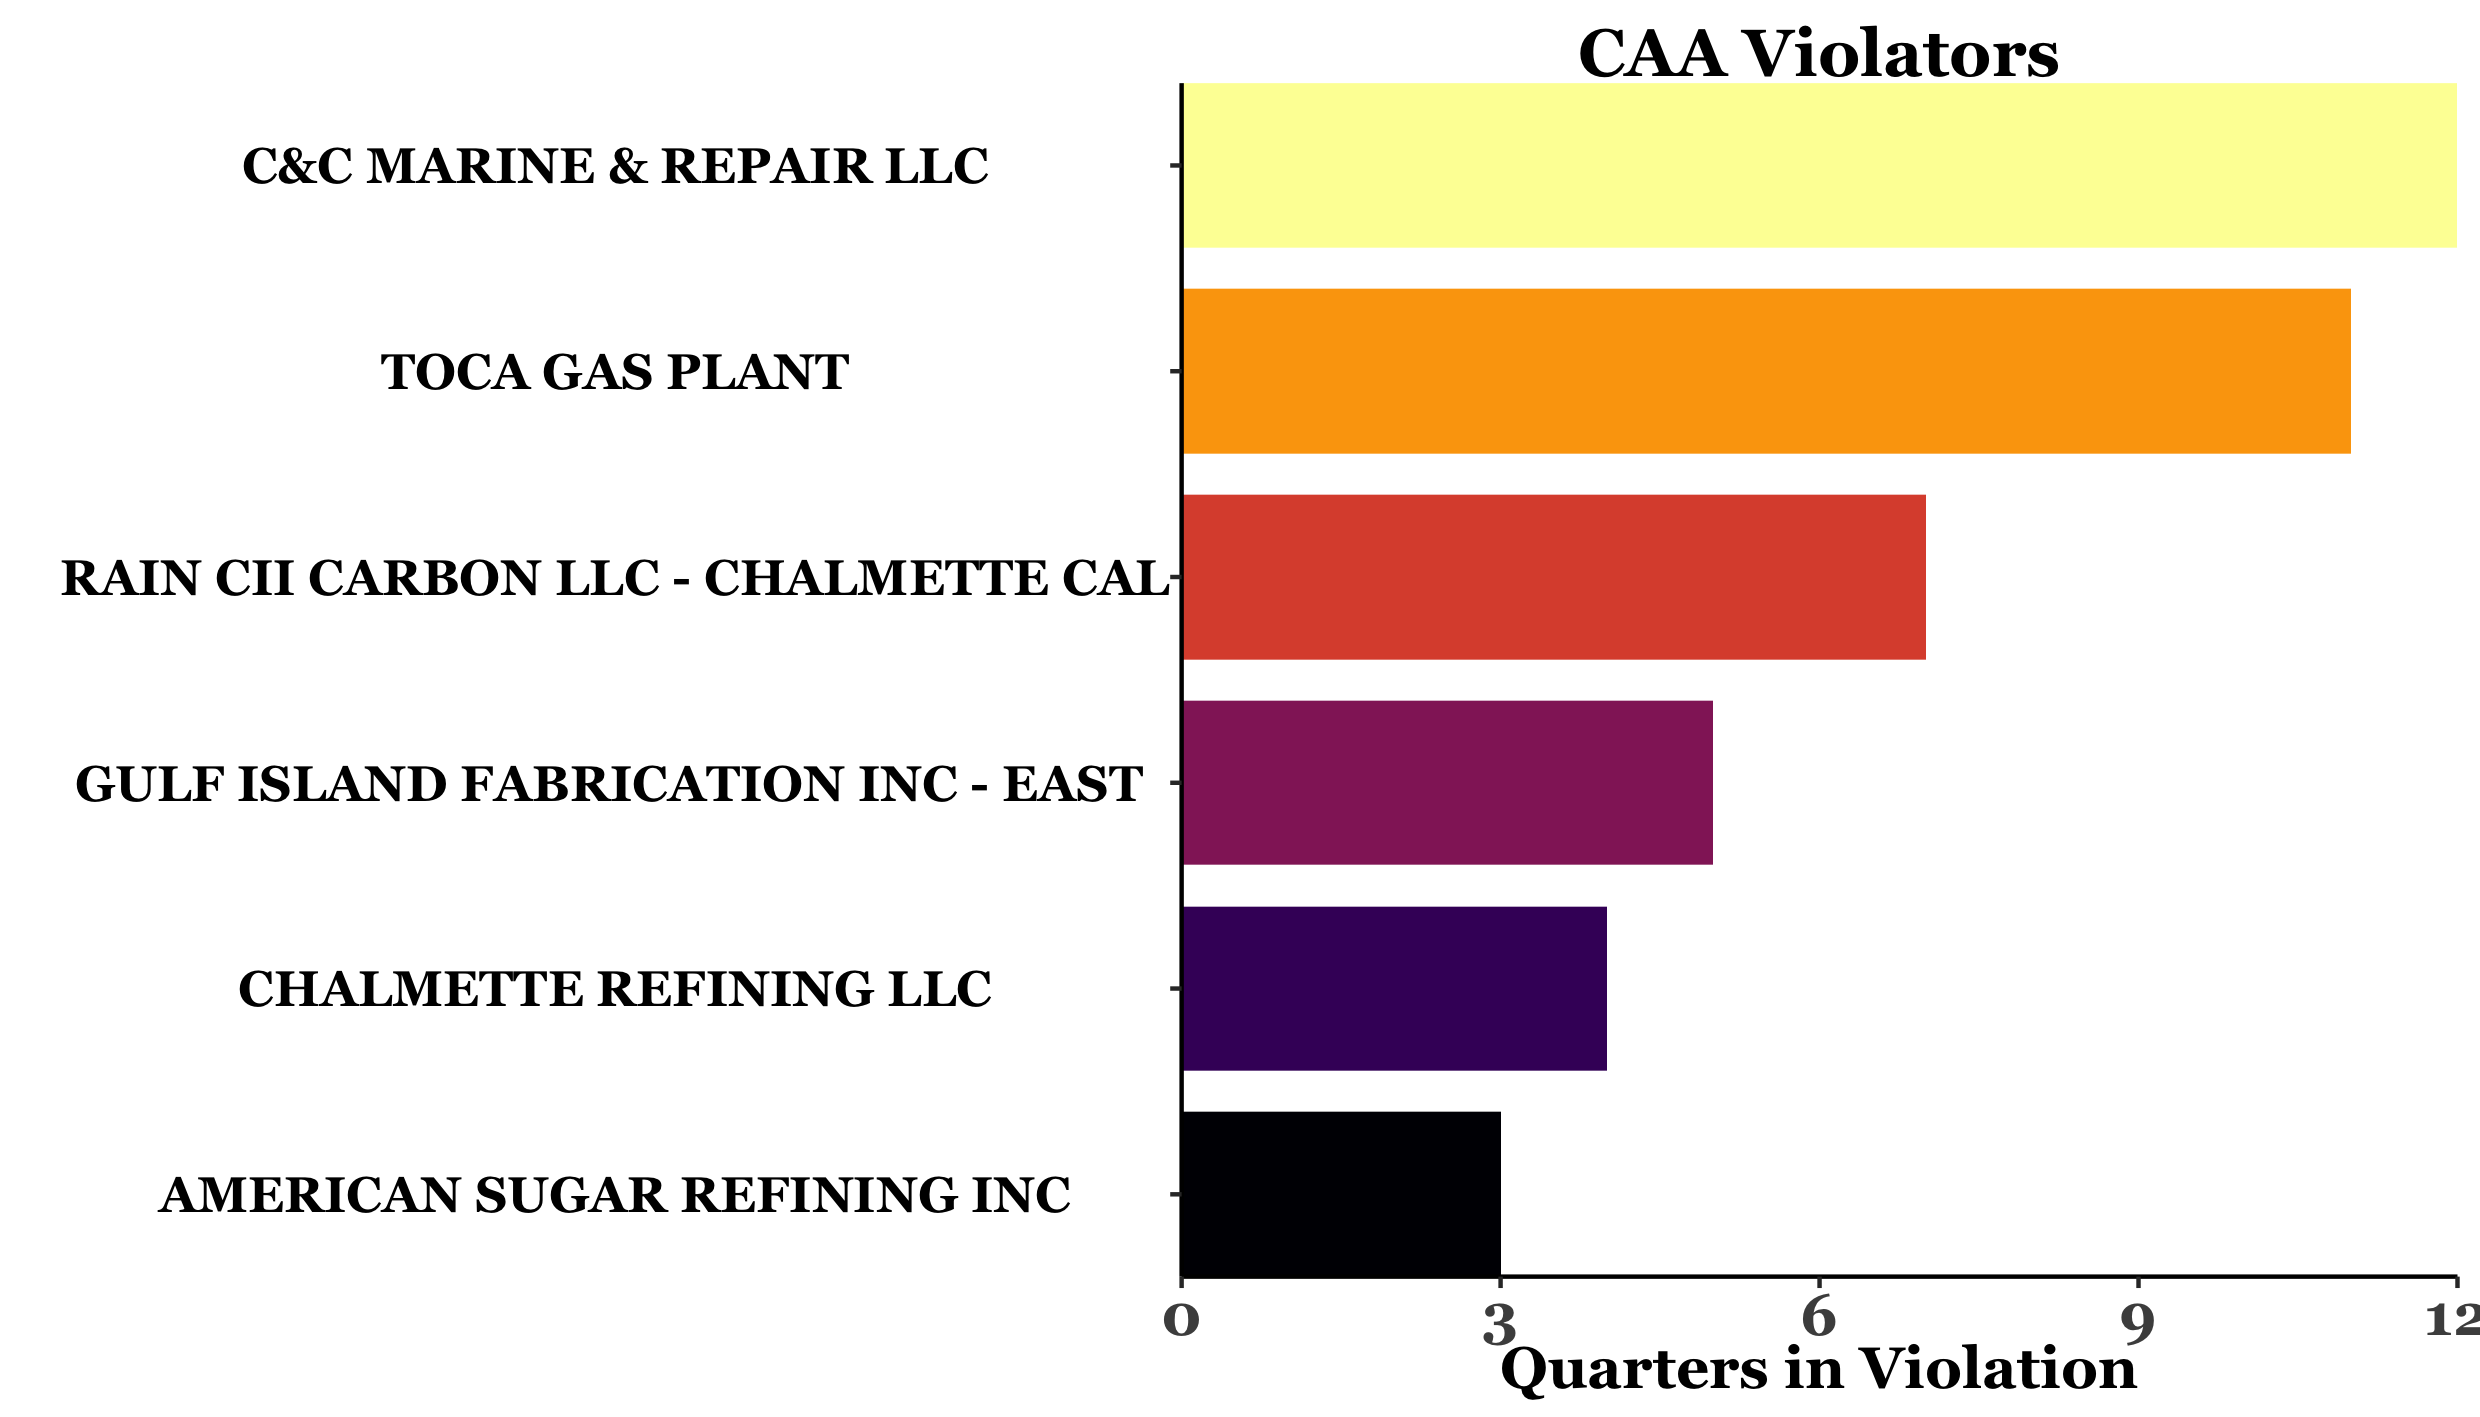 CAA Violators
C&C MARINE & REPAIR LLC
TOCA GAS PLANT
RAIN CII CARBON LLC - CHALMETTE CAL
GULF ISLAND FABRICATION INC - EAST
CHALMETTE REFINING LLC
AMERICAN SUGAR REFINING INC
0 3 6 9 12
Quarters in Violation